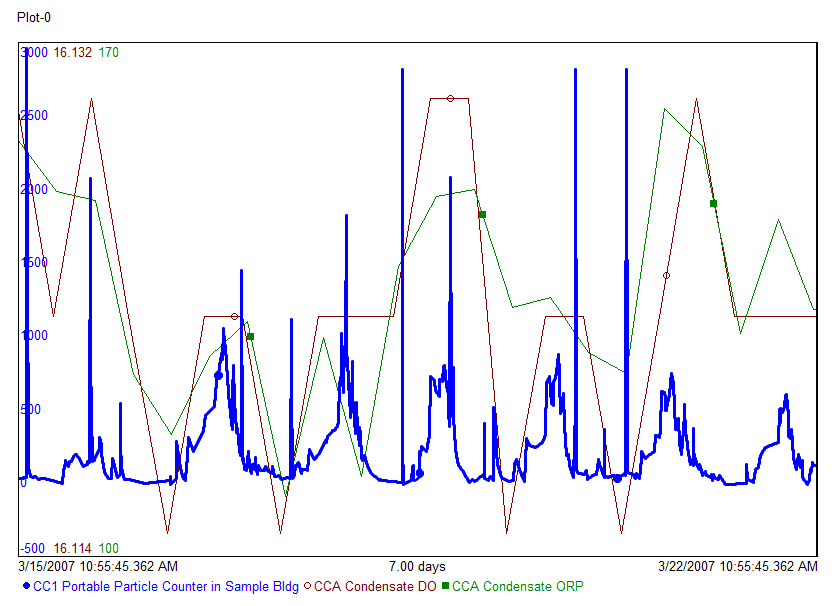 Plot-0
3000 16.132 170
2500
2000
1500
1000
500
0
-500 16.114 100
3/15/2007 10:55:45.362 AM 7.00 days 3/22/2007 10:55:45.362 AM
CC1 Portable Particle Counter in Sample Bldg CCA Condensate DO CCA Condensate ORP